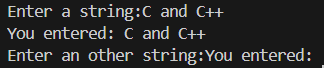 Enter a string:C and C++
You entered: C and C++
Enter an other string:You entered: